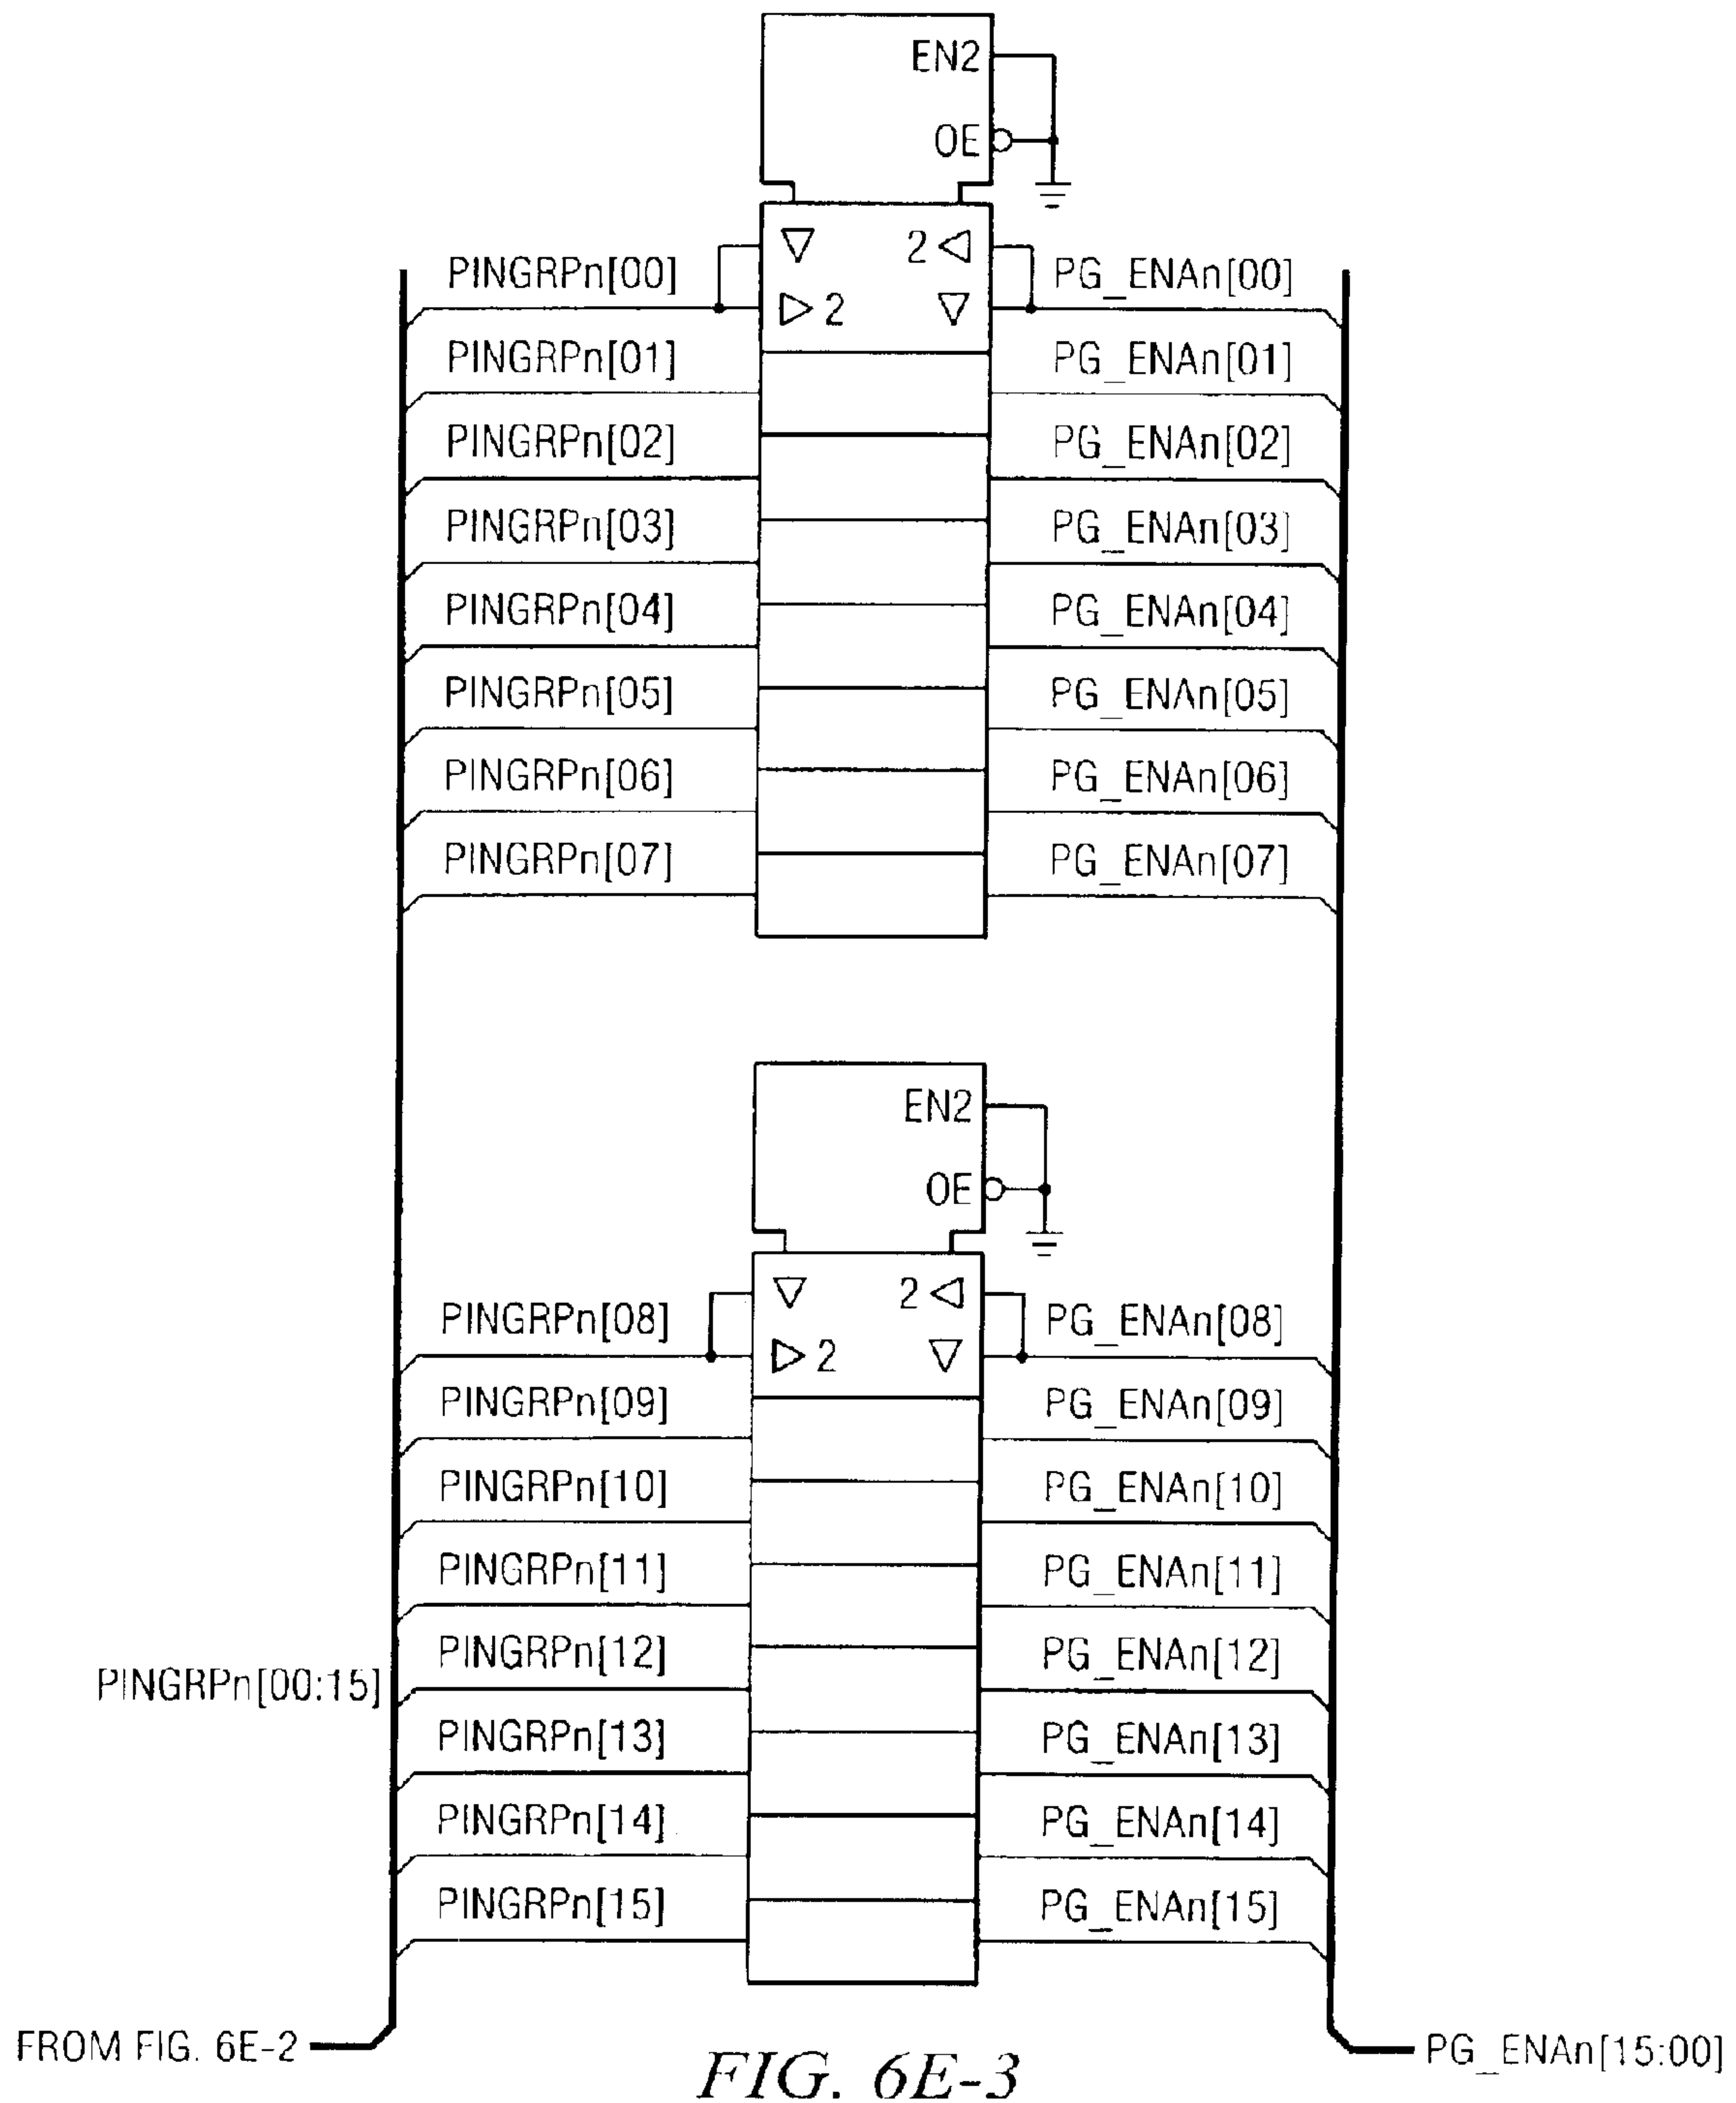 EN2
OE
2
PINGRPn[00] 2 PG_ENAn[00]
PINGRPn[01] PG_ENAn[01]
PINGRPn[02] PG_ENAn[02]
PINGRPn[03] PG_ENAn[03]
PINGRPn[04] PG_ENAn[04]
PINGRPn[05] PG_ENAn[05]
PINGRPn[06] PG_ENAn[06]
PINGRPn[07] PG_ENAn[07]
EN2
OE
2
PINGRPn[08] 2 PG_ENAn[08]
PINGRPn[09] PG_ENAn[09]
PINGRPn[10] PG_ENAn[10]
PINGRPn[11] PG_ENAn[11]
PINGRPn[12] PG_ENAn[12]
PINGRPn[00:15]
PINGRPn[13] PG_ENAn[13]
PINGRPn[14] PG_ENAn[14]
PINGRPn[15] PG_ENAn[15]
FROM FIG. 6E-2
PG_ENAn[15:00]
FIG. 6E-3